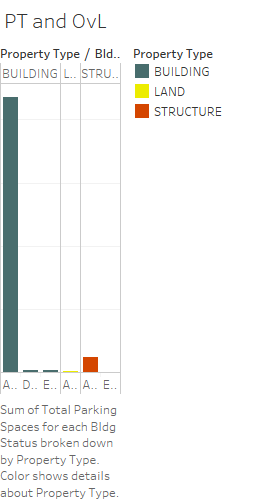 PT and OvL
Property Type / Bld..
BUILDING L.. STRU..
A.. D.. E.. A.. A.. E..
Sum of Total Parking
Spaces for each Bldg
Status broken down
by Property Type.
Color shows details
about Property Type.
Property Type
BUILDING
LAND
STRUCTURE